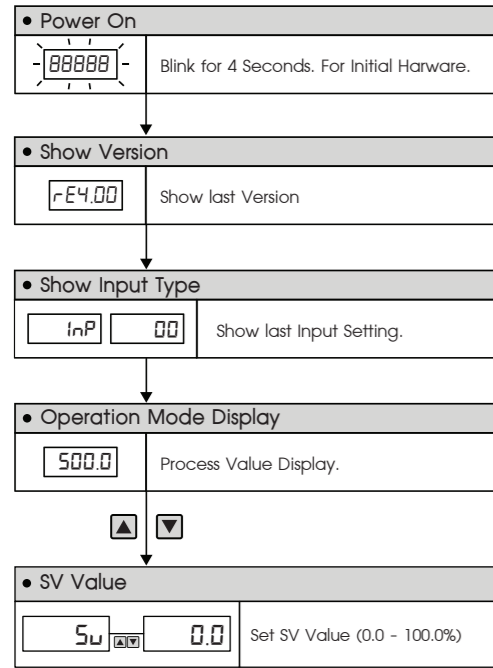 • Power On
88888
Blink for 4 Seconds. For Initial Harware.
• Show Version
rE4.00
Show last Version
• Show Input Type
InP 00
Show last Input Setting.
• Operation Mode Display
500.0
Process Value Display.
▲ ▼
• SV Value
Su ▲▼ 0.0
Set SV Value (0.0 - 100.0%)